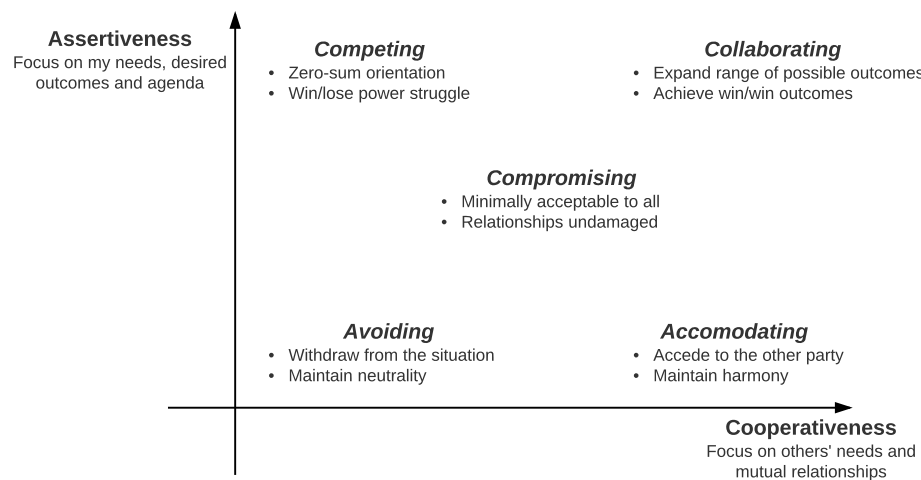 Assertiveness
Focus on my needs, desired
outcomes and agenda
Competing
• Zero-sum orientation
• Win/lose power struggle
Collaborating
• Expand range of possible outcomes
• Achieve win/win outcomes
Compromising
• Minimally acceptable to all
• Relationships undamaged
Avoiding
• Withdraw from the situation
• Maintain neutrality
Accomodating
• Accede to the other party
• Maintain harmony
Cooperativeness
Focus on others' needs and
mutual relationships